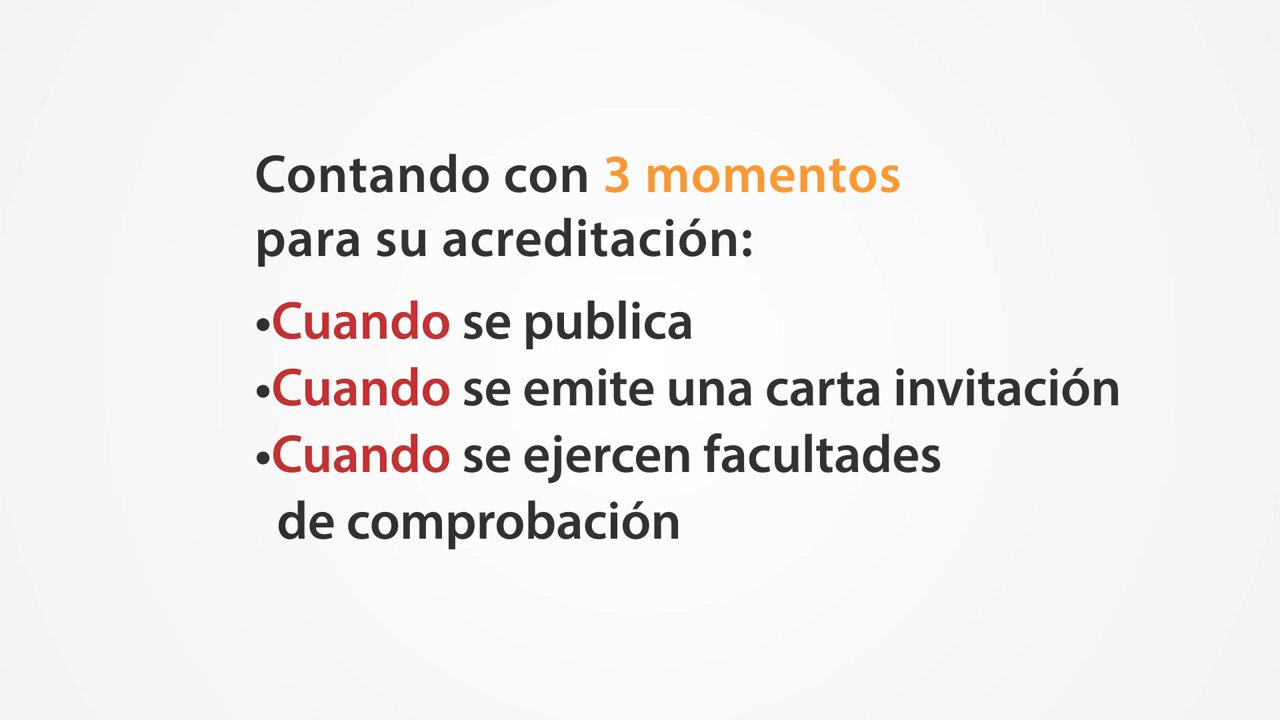 Contando con 3 momentos
para su acreditación:
•Cuando se publica
•Cuando se emite una carta invitación
•Cuando se ejercen facultades
de comprobación